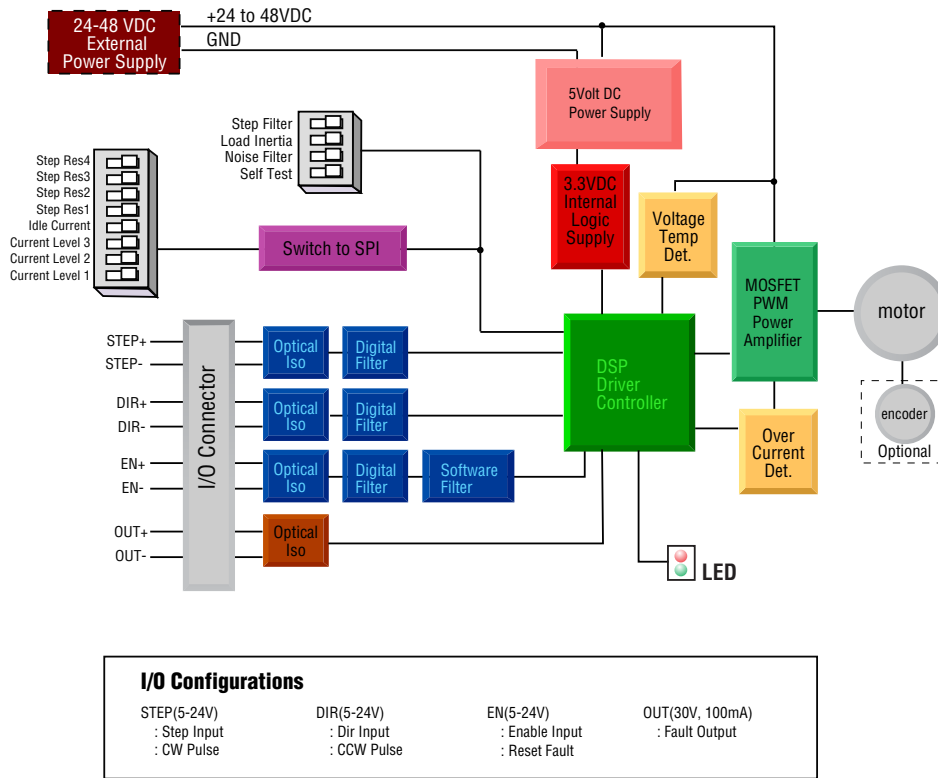 24-48 VDC
External
Power Supply
+24 to 48VDC
GND
5Volt DC
Power Supply
Step Filter
Load Inertia
Noise Filter
Self Test
Step Res4
Step Res3
Step Res2
Step Res1
Idle Current
Current Level 3
Current Level 2
Current Level 1
Switch to SPI
3.3VDC
Internal
Logic
Supply
Voltage
Temp
Det.
MOSFET
PWM
Power
Amplifier
motor
encoder
Optional
STEP+
STEP-
DIR+
DIR-
EN+
EN-
OUT+
OUT-
I/O Connector
Optical
Iso
Digital
Filter
Optical
Iso
Digital
Filter
Optical
Iso
Digital
Filter
Software
Filter
Optical
Iso
DSP
Driver
Controller
Over
Current
Det.
LED
I/O Configurations
STEP(5-24V)
: Step Input
: CW Pulse
DIR(5-24V)
: Dir Input
: CCW Pulse
EN(5-24V)
: Enable Input
: Reset Fault
OUT(30V, 100mA)
: Fault Output